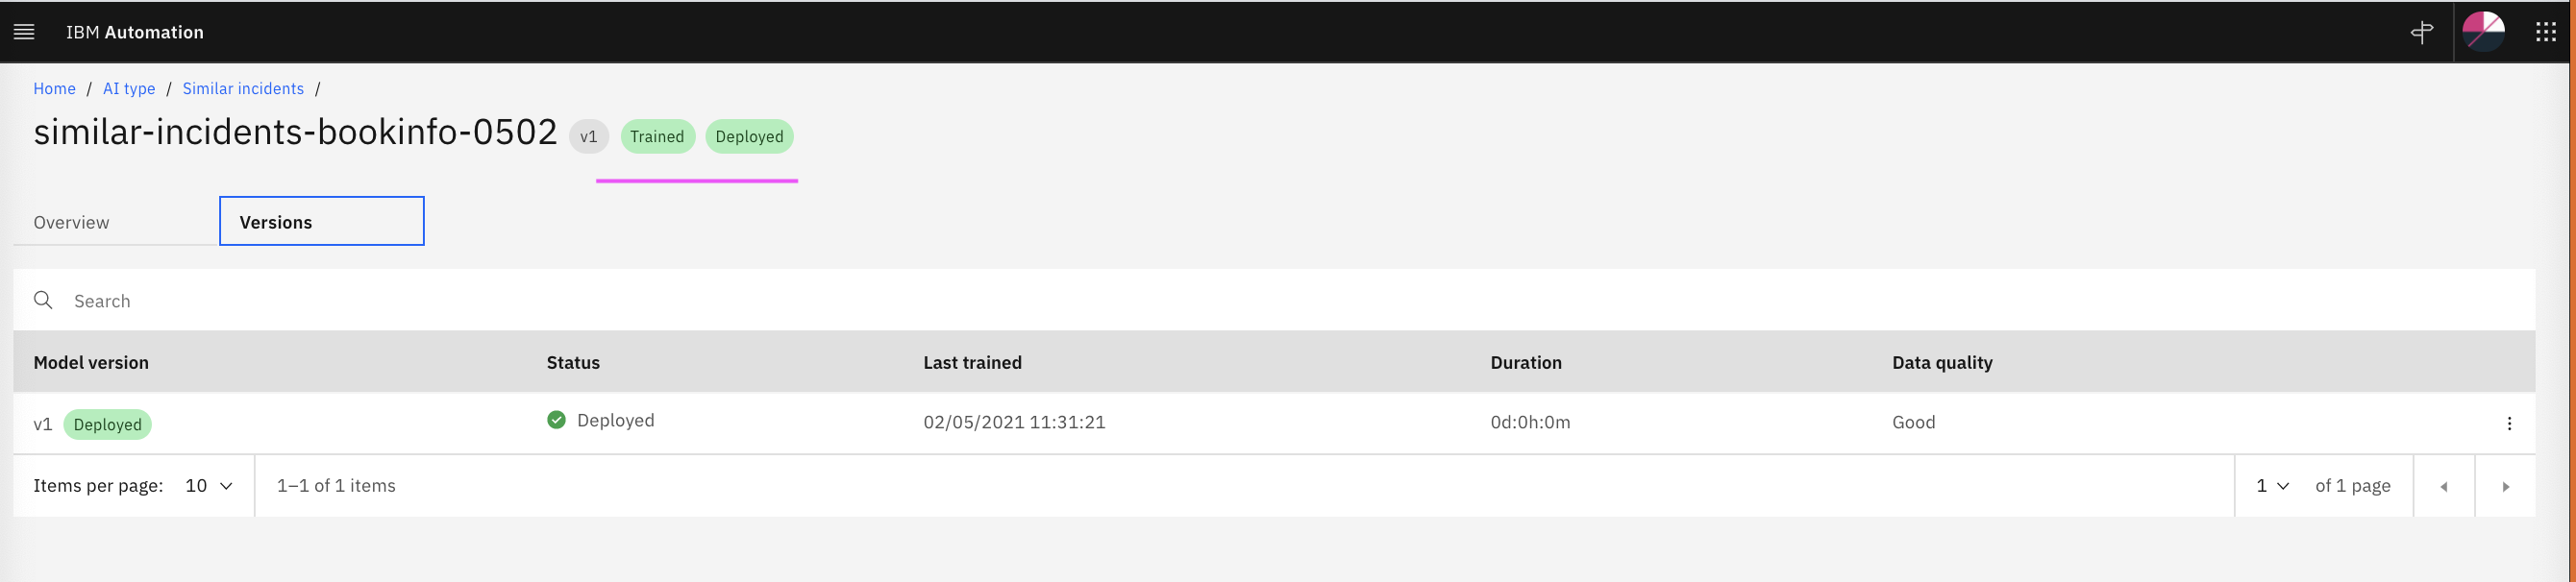 IBM Automation
Home / AI type / Similar incidents /
similar-incidents-bookinfo-0502 v1 Trained Deployed
Overview Versions
Search
Model version Status Last trained Duration Data quality
v1 Deployed Deployed 02/05/2021 11:31:21 0d:0h:0m Good
Items per page: 10 1–1 of 1 items 1 of 1 page